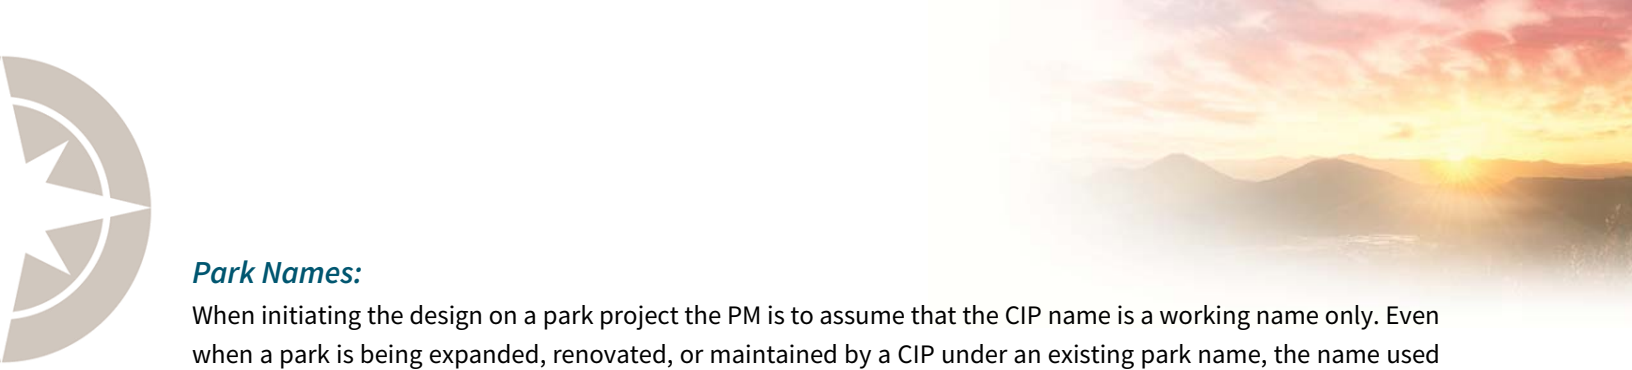 Park Names:
When initiating the design on a park project the PM is to assume that the CIP name is a working name only. Even
when a park is being expanded, renovated, or maintained by a CIP under an existing park name, the name used